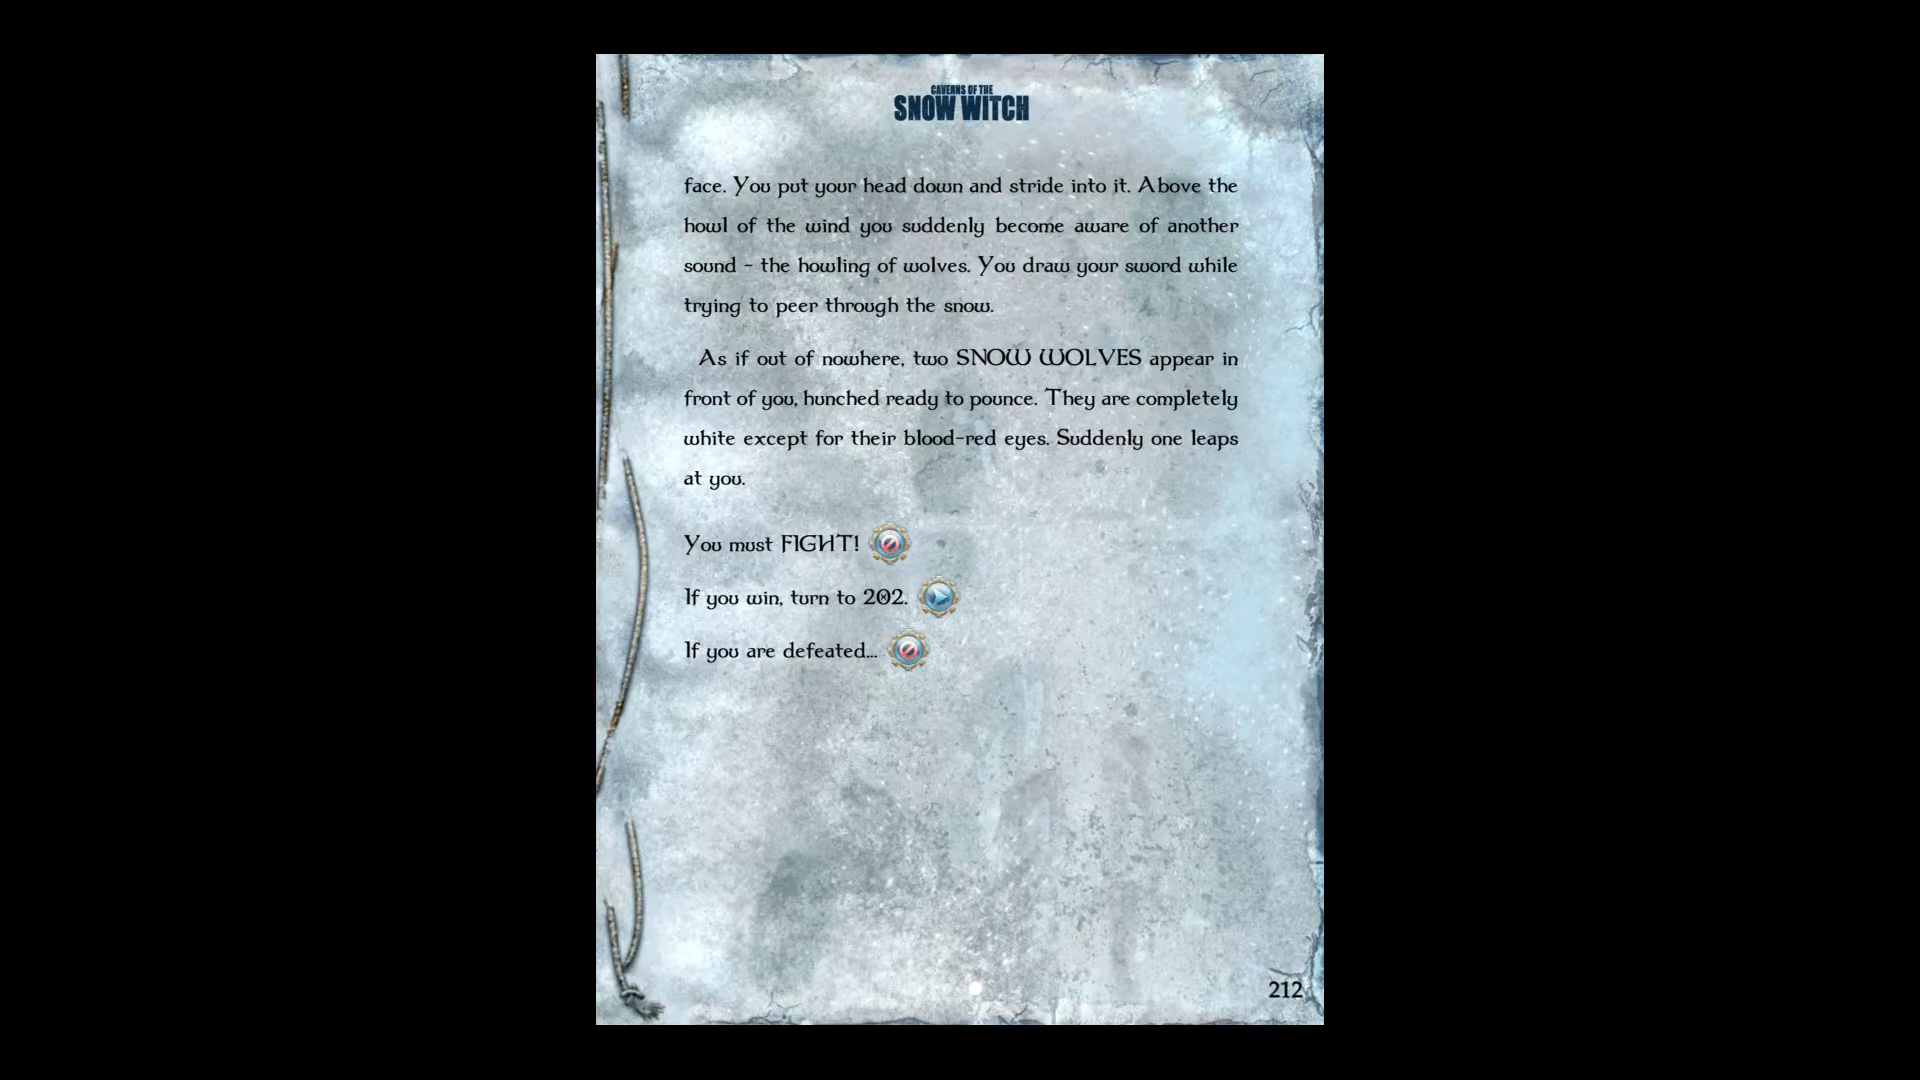 CAVERNS OF THE
SNOW WITCH
face. You put your head down and stride into it. Above the
howl of the wind you suddenly become aware of another
sound - the howling of wolves. You draw your sword while
trying to peer through the snow.
As if out of nowhere, two SNOW WOLVES appear in
front of you, hunched ready to pounce. They are completely
white except for their blood-red eyes. Suddenly one leaps
at you.
You must FIGHT!
If you win, turn to 202.
If you are defeated...
212